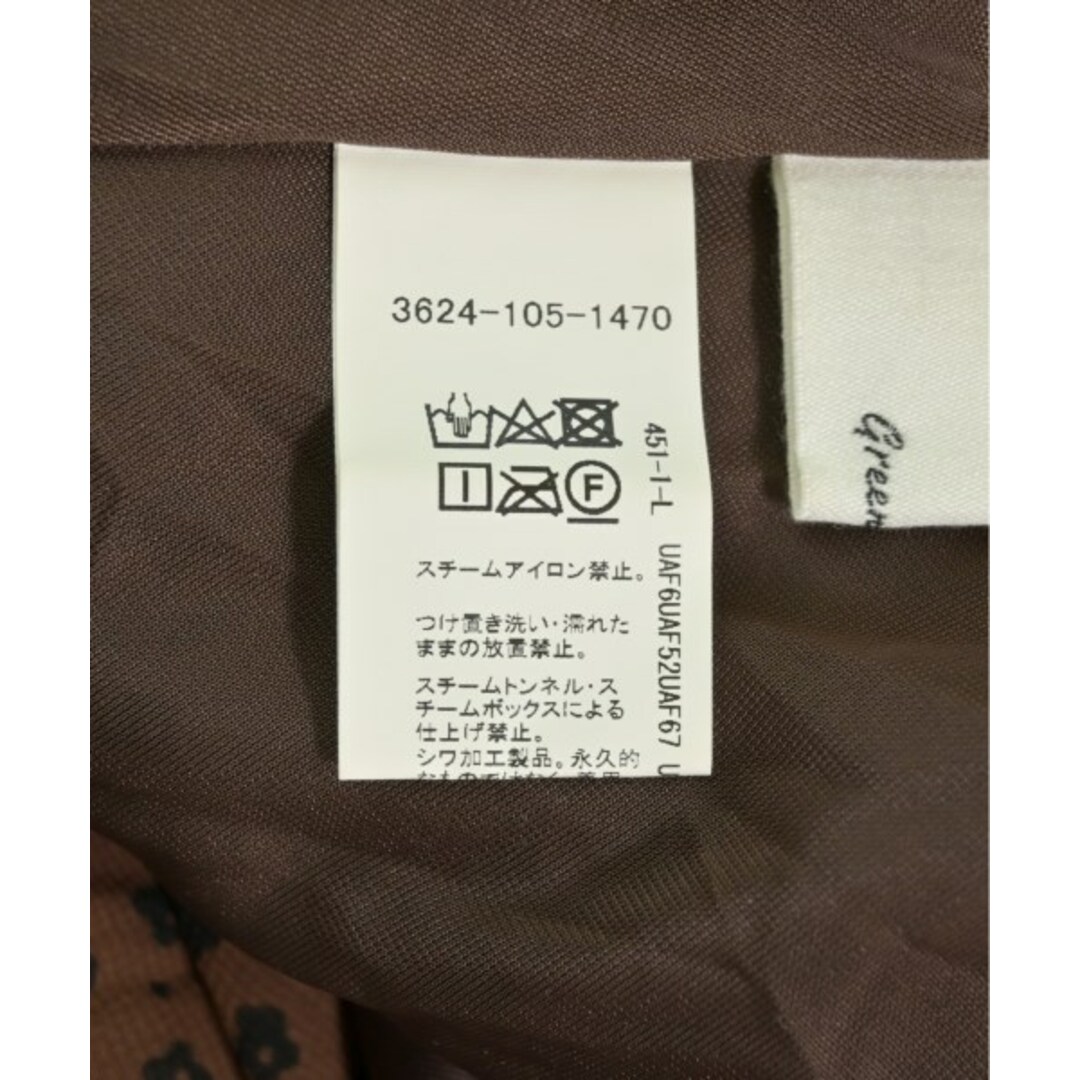 3624-105-1470
F
スチームアイロン禁止。
つけ置き洗い・濡れた
ままの放置禁止。
スチームトンネル・ス
チームボックスによる
仕上げ禁止。
シワ加工製品。永久的
451-1-L
UAF6UAF52UAF67
Green